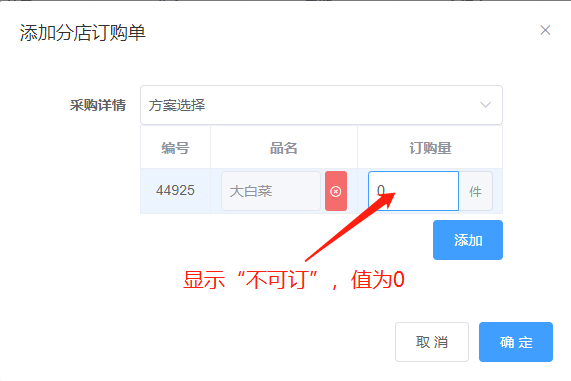 添加分店订购单
采购详情 方案选择
编号 品名 订购量
44925 大白菜 0 件
添加
显示“不可订”，值为0
取消 确定